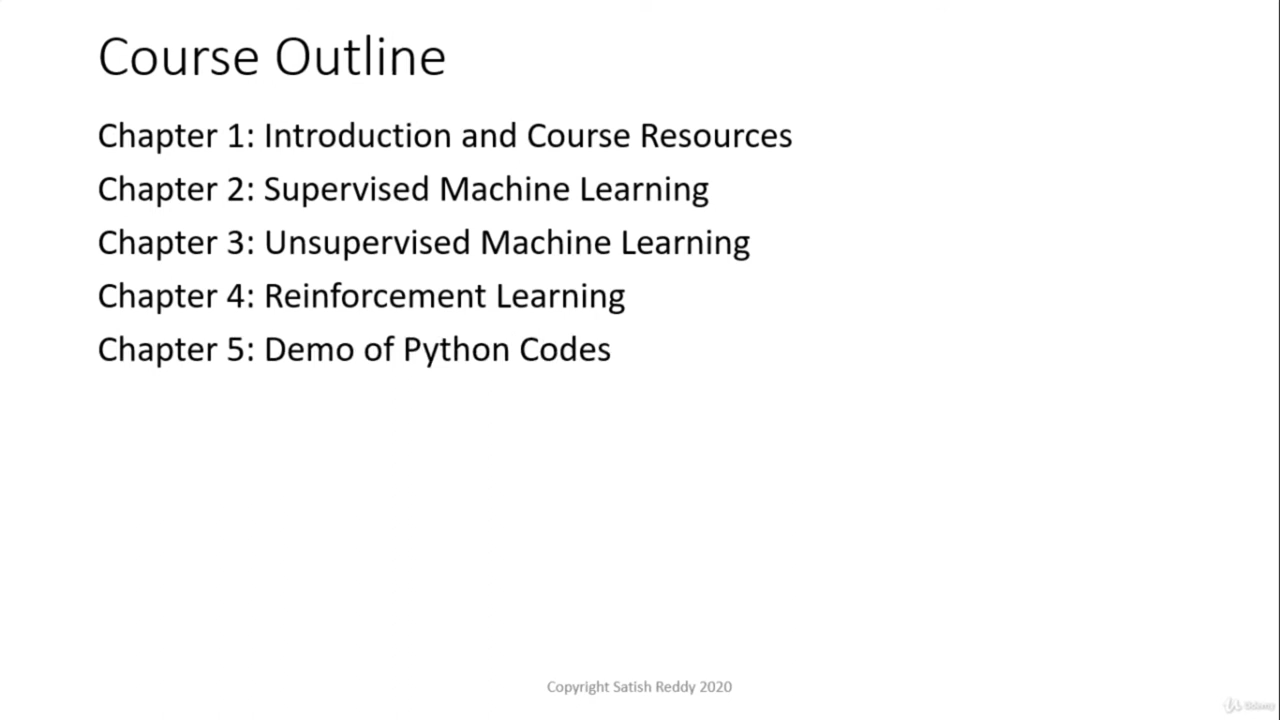 Course Outline
Chapter 1: Introduction and Course Resources
Chapter 2: Supervised Machine Learning
Chapter 3: Unsupervised Machine Learning
Chapter 4: Reinforcement Learning
Chapter 5: Demo of Python Codes
Copyright Satish Reddy 2020
Udemy